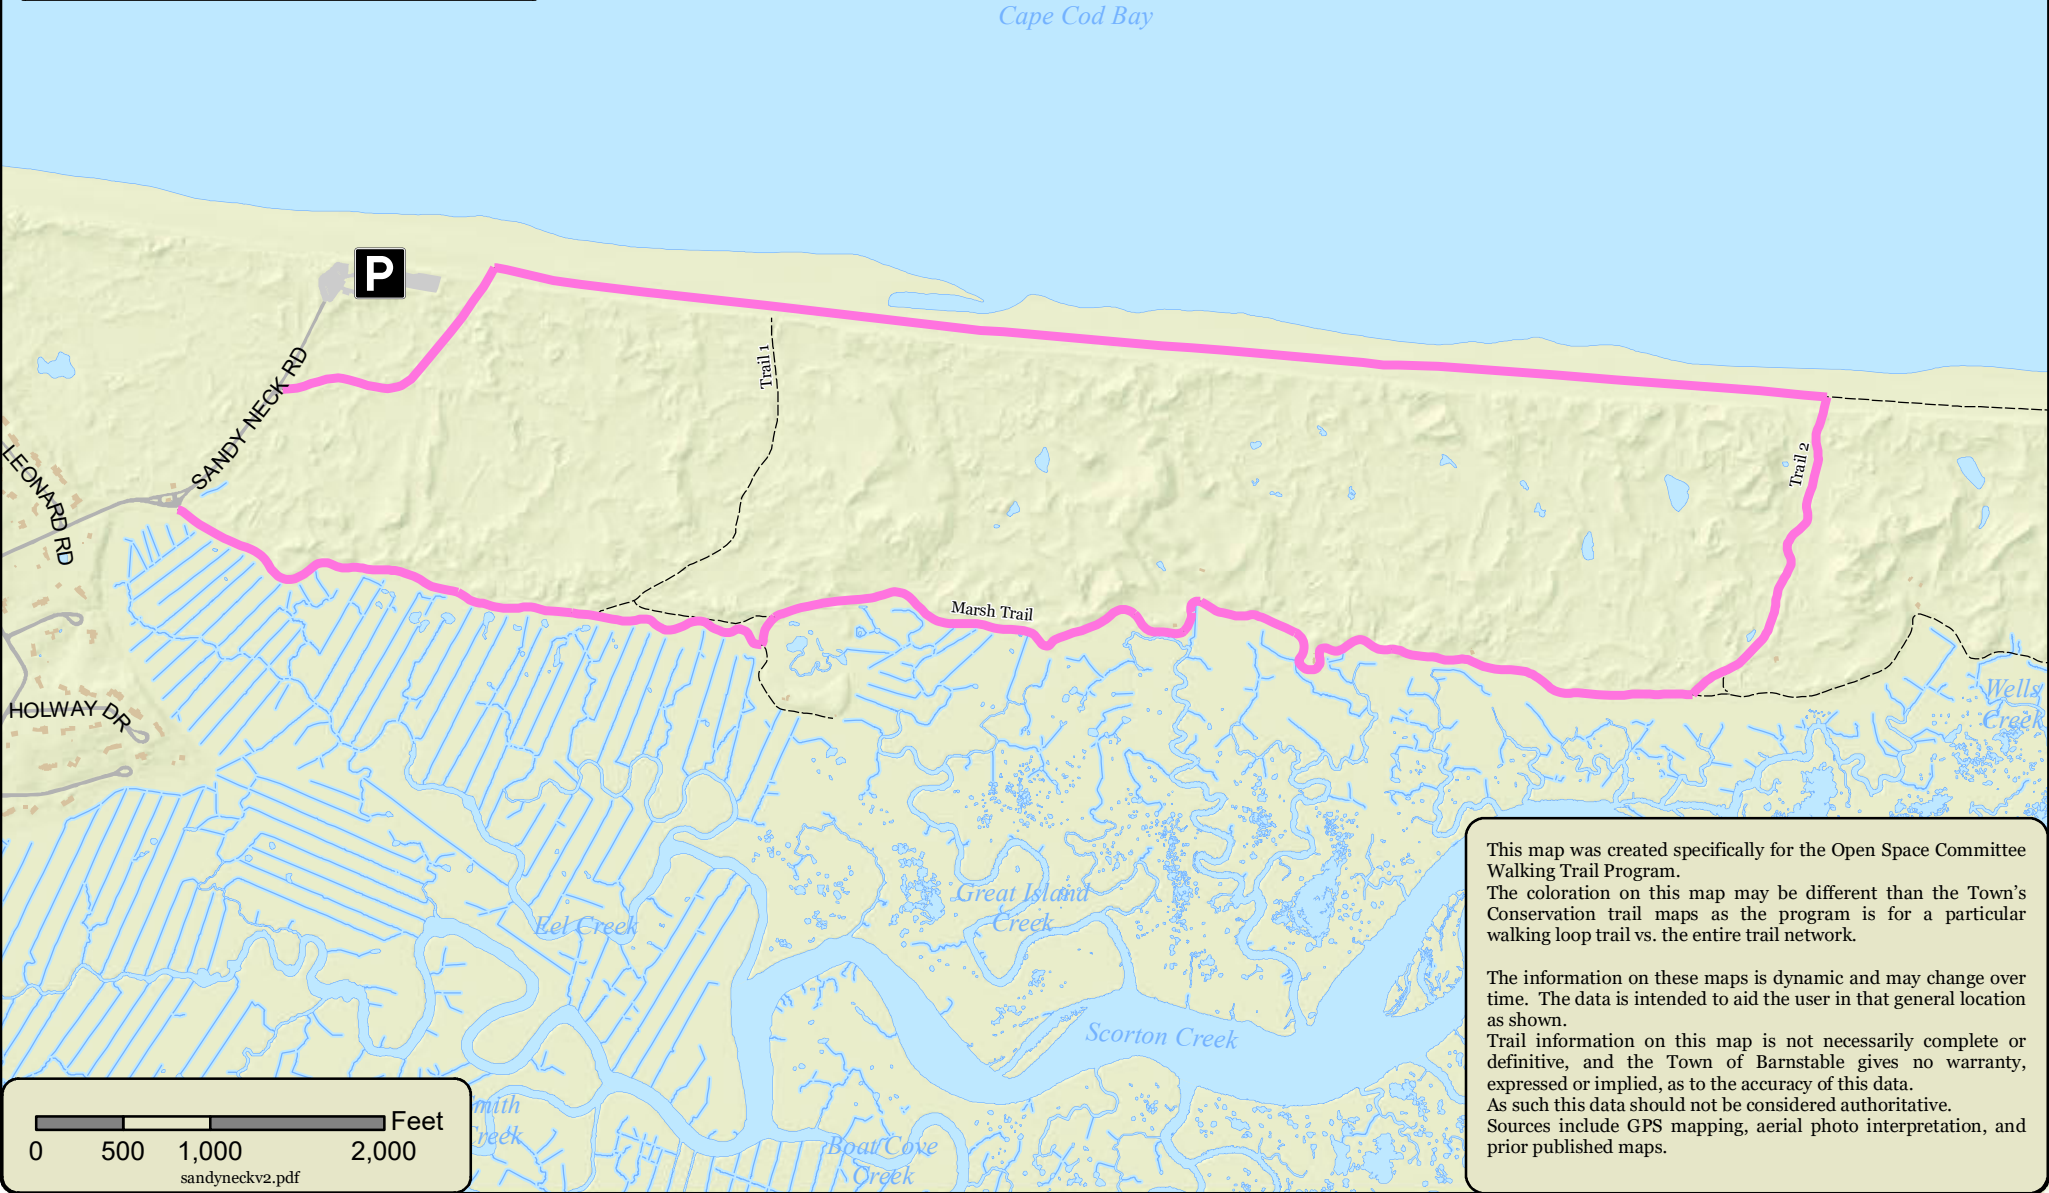 Cape Cod Bay
P
SANDY NECK RD
Trail 1
LEONARD RD
Trail 2
Marsh Trail
HOLWAY DR
Wells
Creek
Great Island
Creek
Eel Creek
Scorton Creek
mith
reek
Boat Cove
Creek
This map was created specifically for the Open Space Committee
Walking Trail Program.
The coloration on this map may be different than the Town's
Conservation trail maps as the program is for a particular
walking loop trail vs. the entire trail network.
The information on these maps is dynamic and may change over
time. The data is intended to aid the user in that general location
as shown.
Trail information on this map is not necessarily complete or
definitive, and the Town of Barnstable gives no warranty,
expressed or implied, as to the accuracy of this data.
As such this data should not be considered authoritative.
Sources include GPS mapping, aerial photo interpretation, and
prior published maps.
Feet
0 500 1,000 2,000
sandyneckv2.pdf